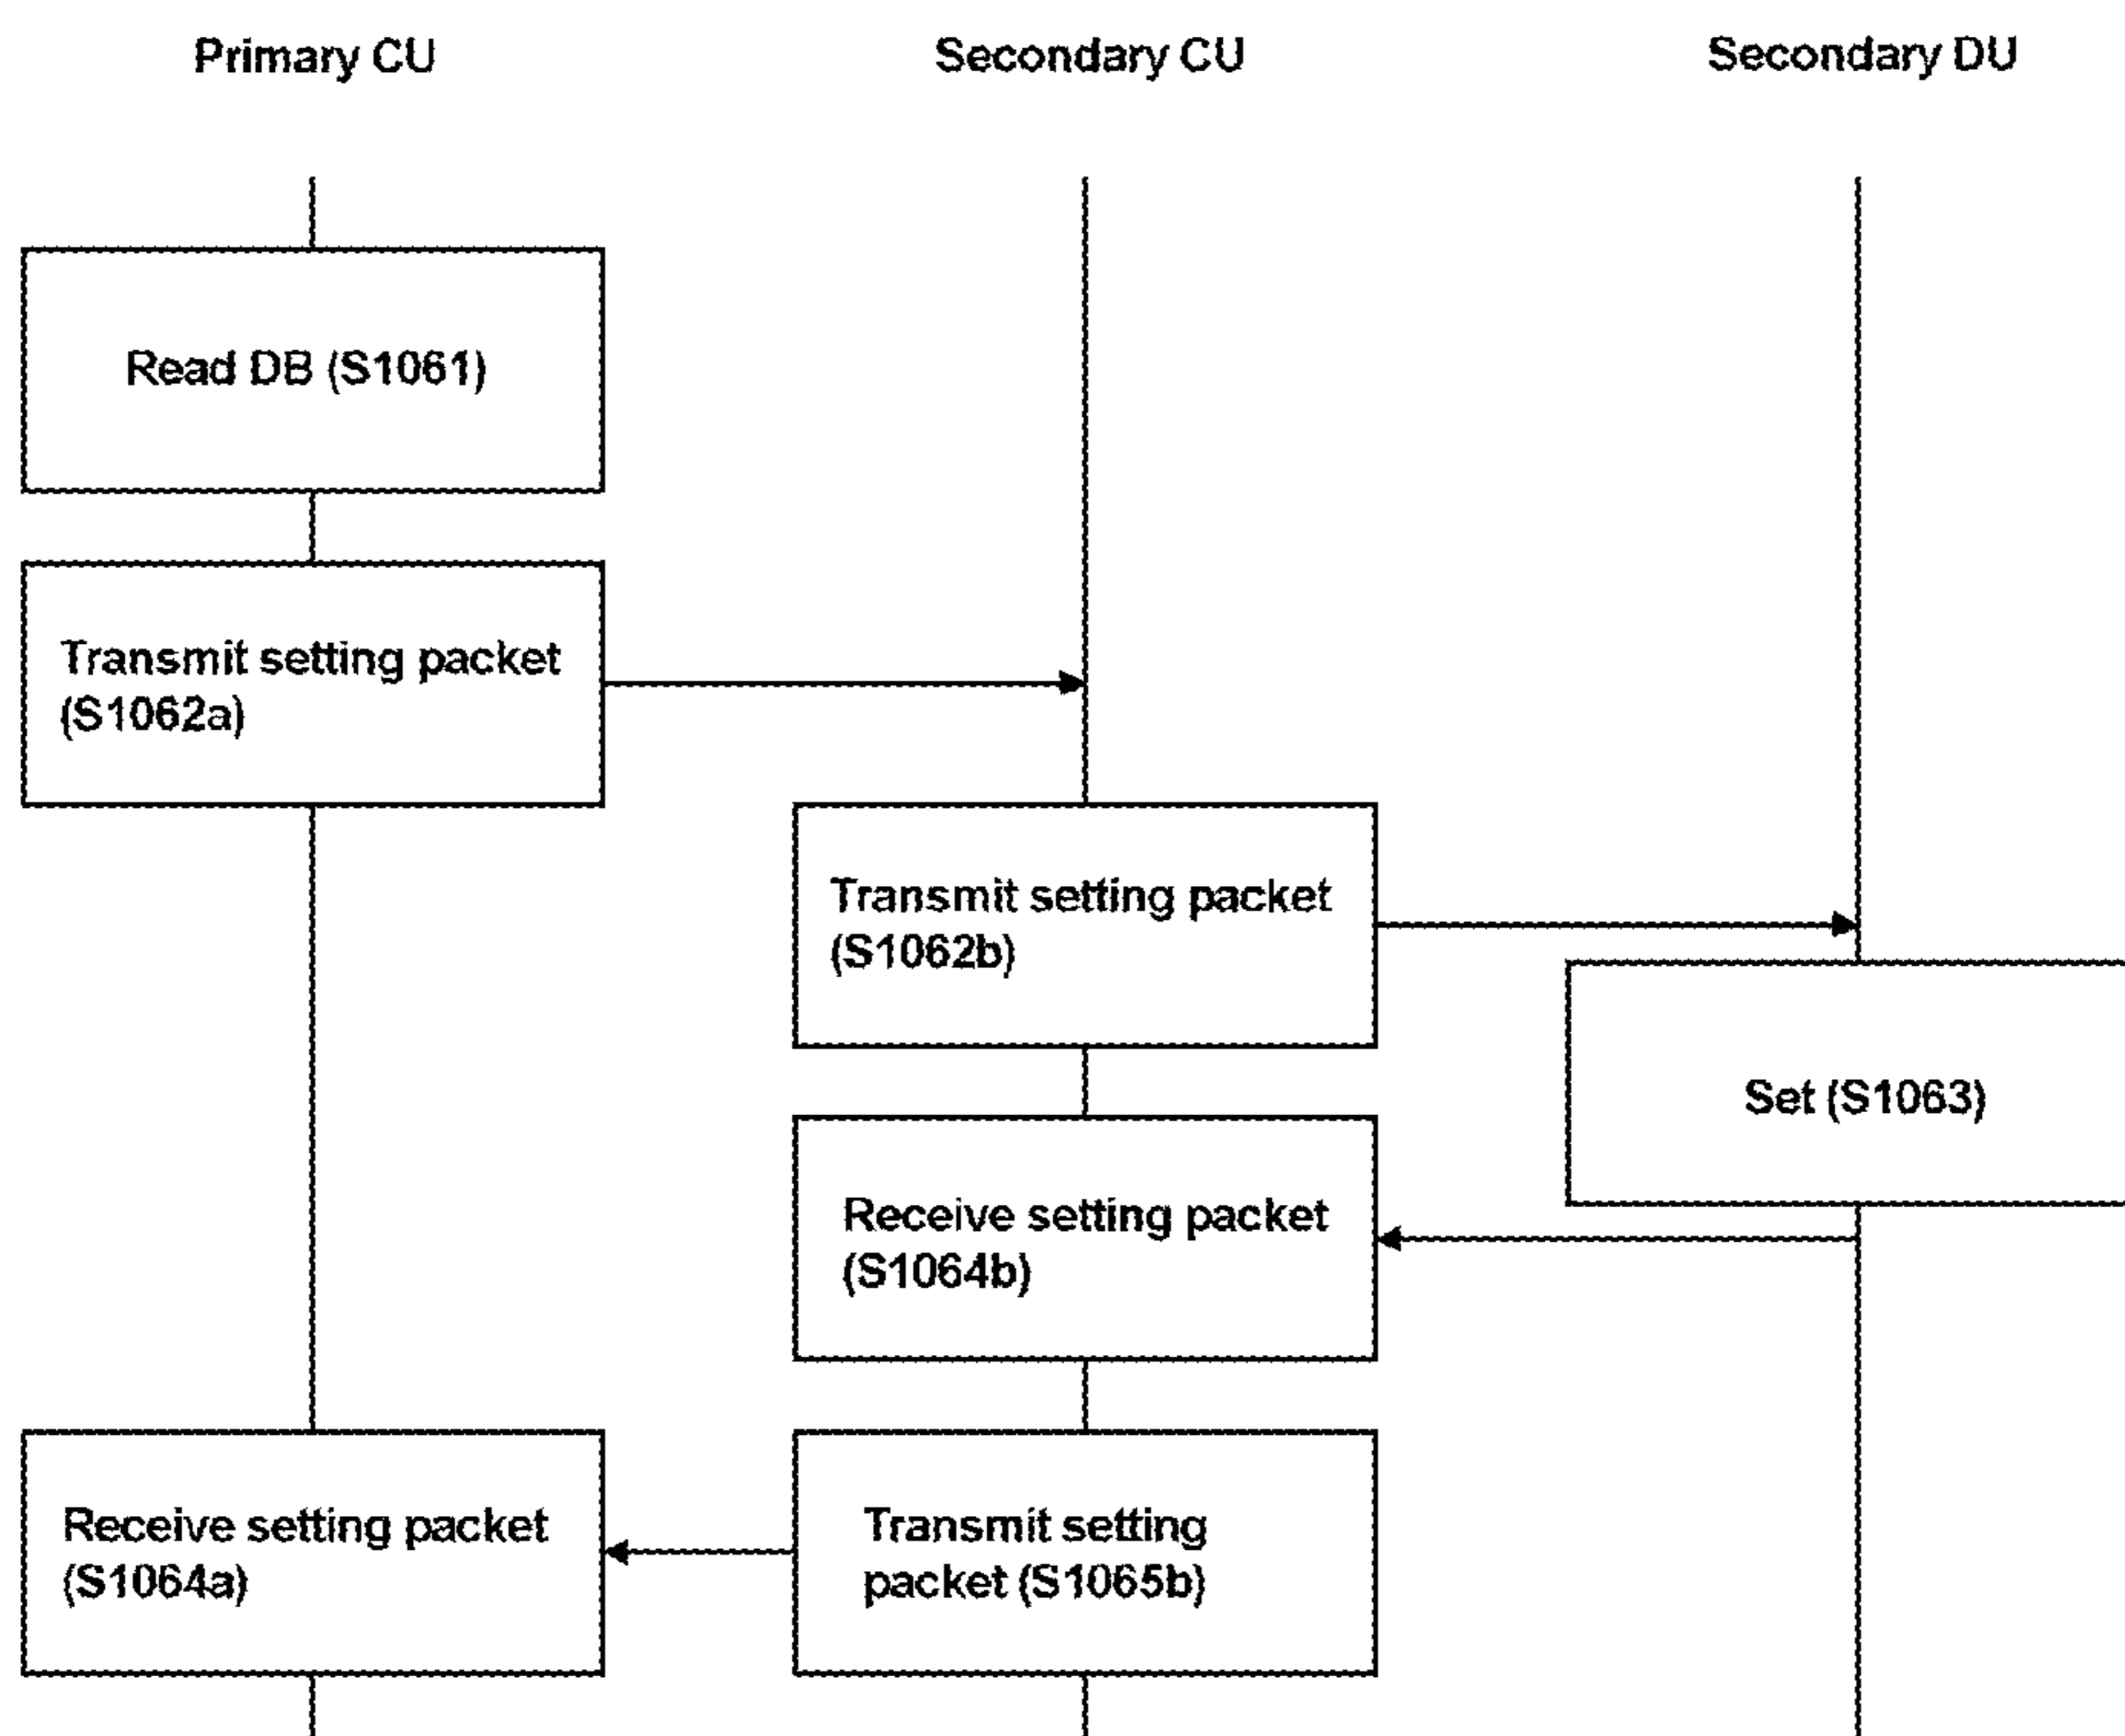 Primary CU
Secondary CU
Secondary DU
Read DB (S1061)
Transmit setting packet
(S1062a)
Transmit setting packet
(S1062b)
Set (S1063)
Receive setting packet
(S1064b)
Receive setting packet
(S1064a)
Transmit setting
packet (S1065b)